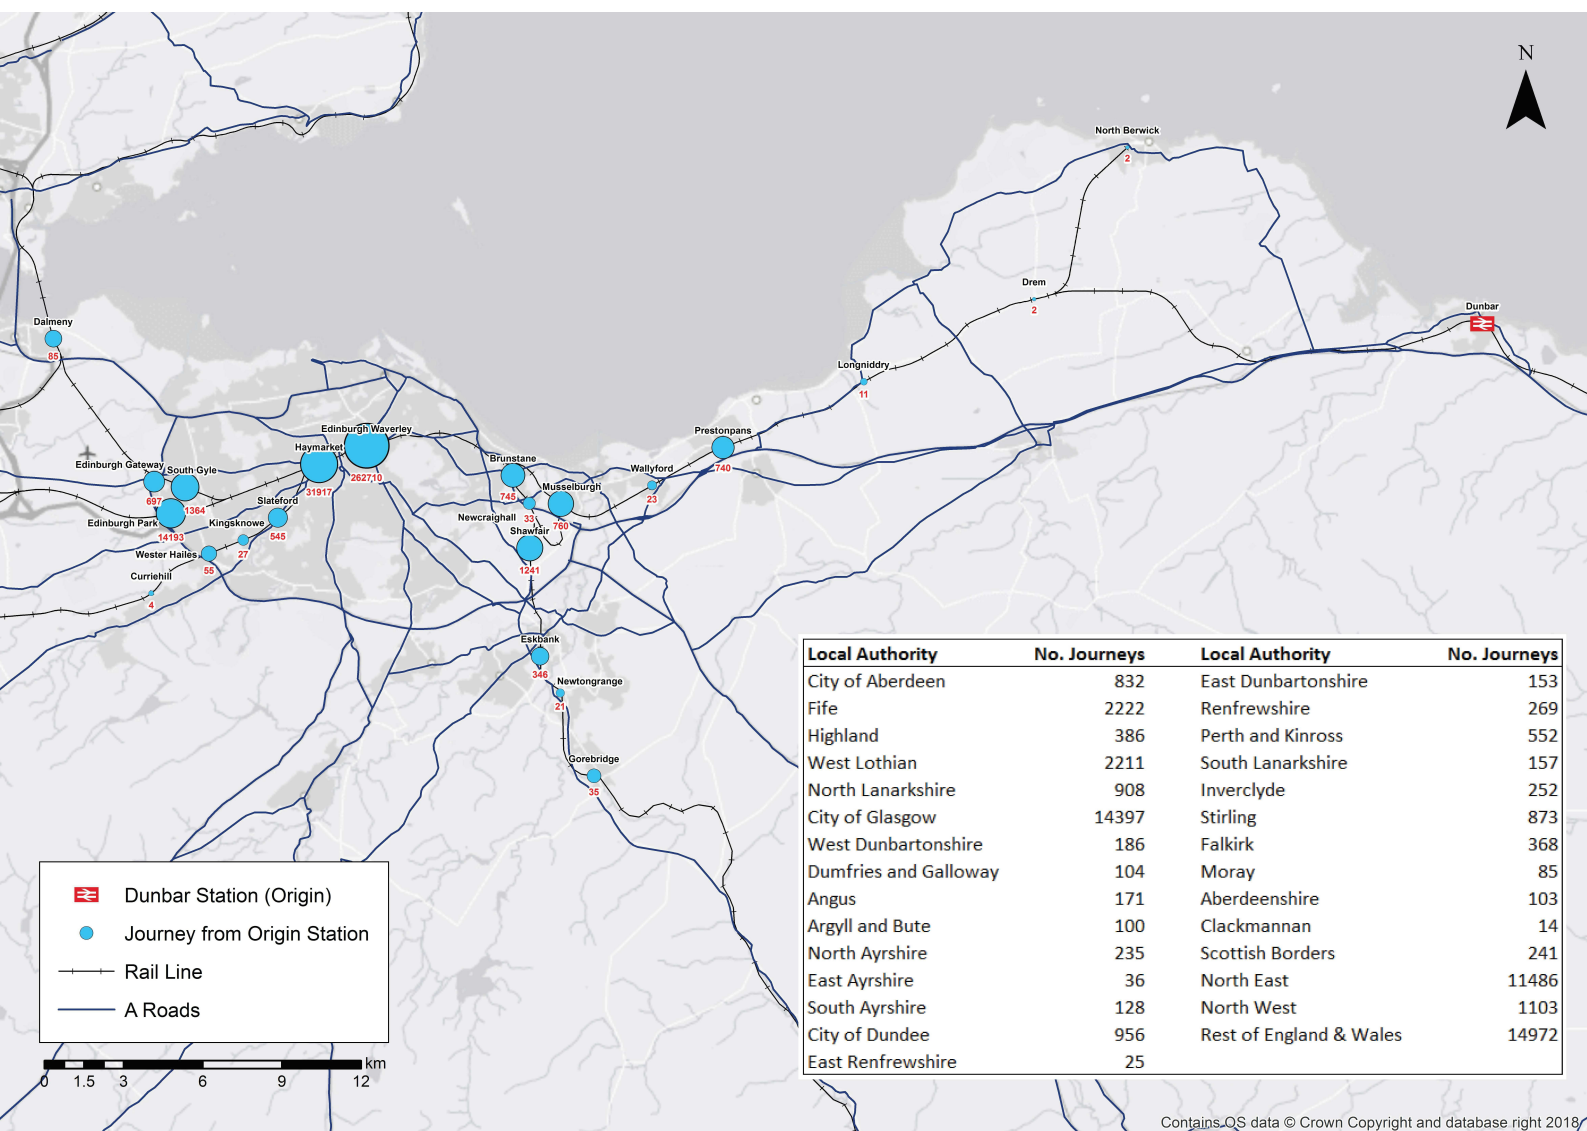 N
North Berwick
2
Drem
2
Dunbar
Dalmeny
85
Longniddry
11
Edinburgh Waverley
262710
Haymarket
31917
Prestonpans
740
Brunstane
745
Wallyford
23
Musselburgh
760
Edinburgh Gateway
697
South Gyle
1364
Edinburgh Park
14193
Slateford
545
Kingsknowe
27
Wester Hailes
55
Curriehill
4
Newcraighall
33
Shawfair
1241
Eskbank
346
Newtongrange
21
Gorebridge
35
Local Authority No. Journeys Local Authority No. Journeys
City of Aberdeen 832 East Dunbartonshire 153
Fife 2222 Renfrewshire 269
Highland 386 Perth and Kinross 552
West Lothian 2211 South Lanarkshire 157
North Lanarkshire 908 Inverclyde 252
City of Glasgow 14397 Stirling 873
West Dunbartonshire 186 Falkirk 368
Dumfries and Galloway 104 Moray 85
Angus 171 Aberdeenshire 103
Argyll and Bute 100 Clackmannan 14
North Ayrshire 235 Scottish Borders 241
East Ayrshire 36 North East 11486
South Ayrshire 128 North West 1103
City of Dundee 956 Rest of England & Wales 14972
East Renfrewshire 25
Dunbar Station (Origin)
Journey from Origin Station
Rail Line
A Roads
km
0 1.5 3 6 9 12
Contains OS data © Crown Copyright and database right 2018